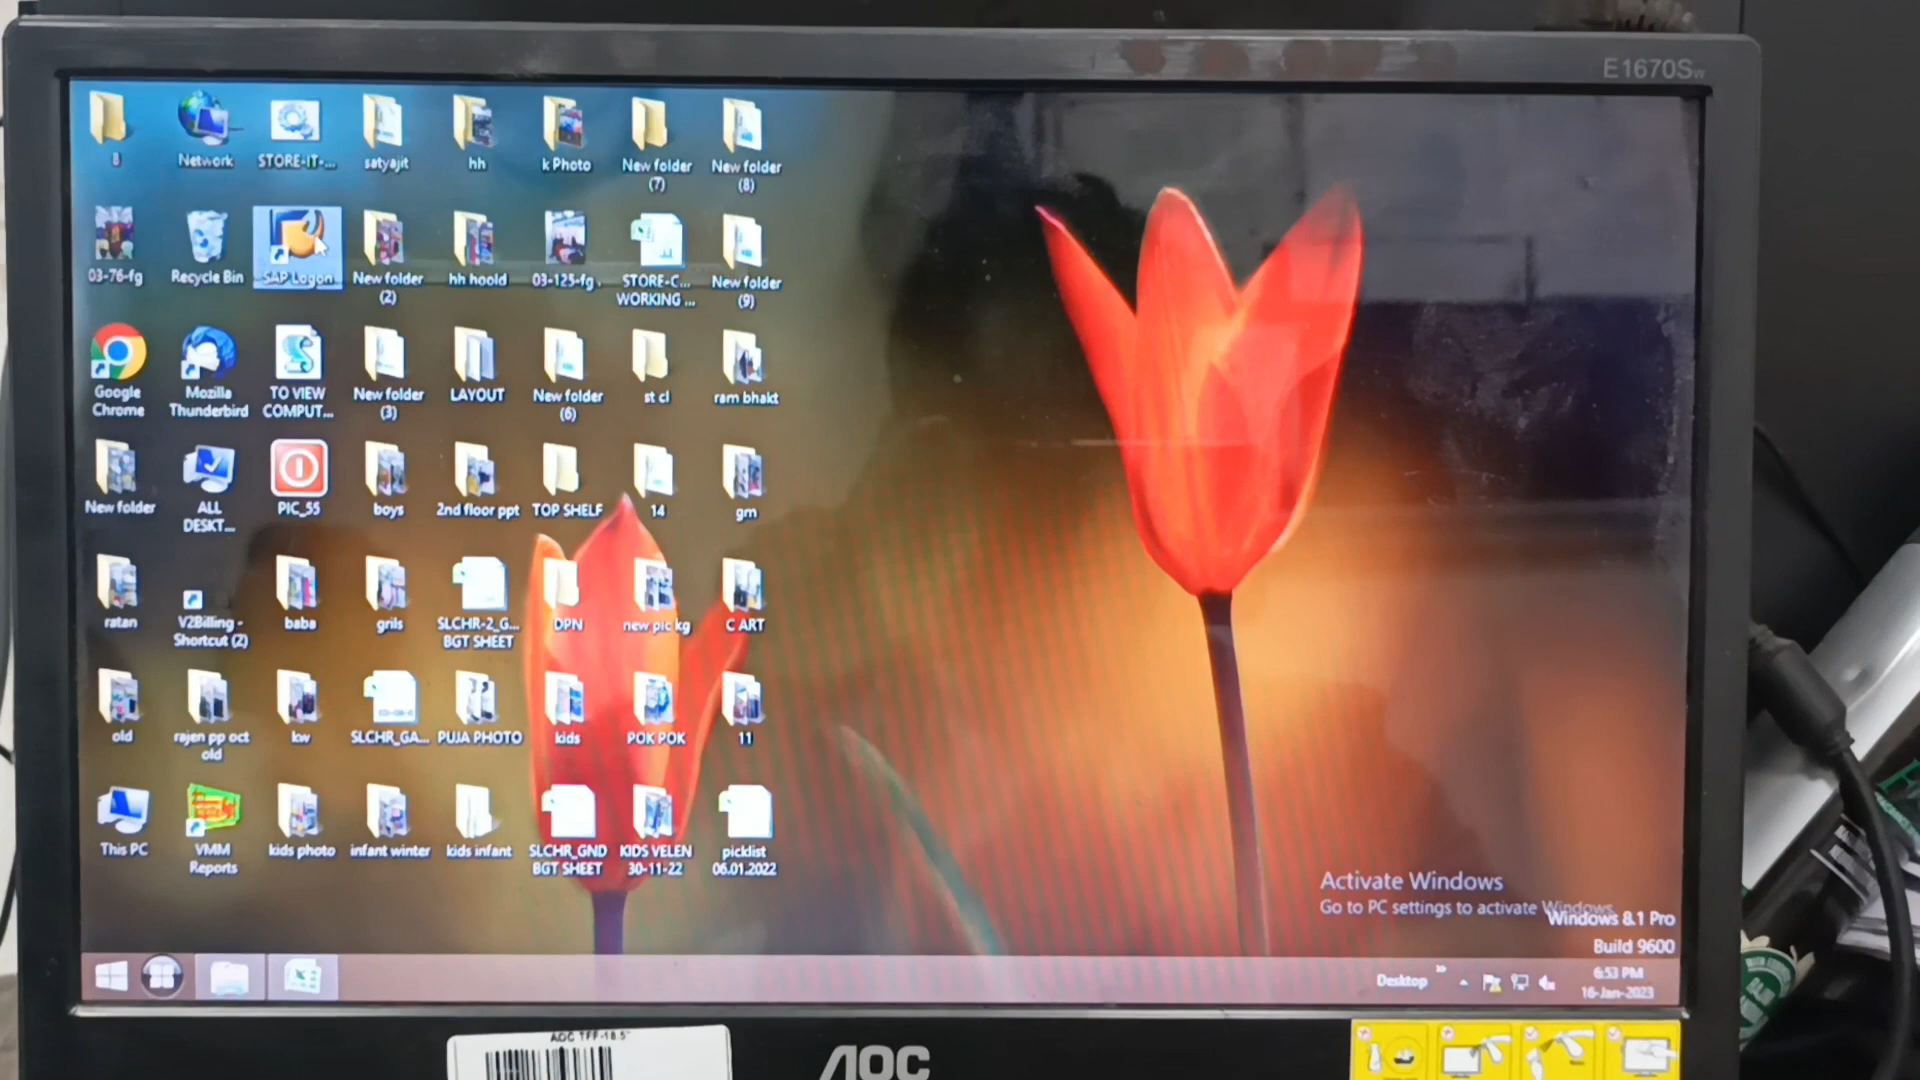 E1670Sw
8
Network
STORE-IT-...
satyajit
hh
k Photo
New folder
(7)
New folder
(8)
03-76-fg
Recycle Bin
SAP Logon
New folder
(2)
hh hoold
03-125-fg
STORE-C...
WORKING ...
New folder
(9)
Google
Chrome
Mozilla
Thunderbird
TO VIEW
COMPUT...
New folder
(3)
LAYOUT
New folder
(6)
st cl
ram bhakt
New folder
ALL
DESKT...
PIC_55
boys
2nd floor ppt
TOP SHELF
14
gm
ratan
V2Billing -
Shortcut (2)
baba
grils
SLCHR-2_G...
BGT SHEET
DPN
new pic kg
C ART
old
rajen pp oct
old
kw
SLCHR_GA...
PUJA PHOTO
kids
POK POK
11
This PC
VMM
Reports
kids photo
infant winter
kids infant
SLCHR_GND
BGT SHEET
KIDS VELEN
30-11-22
picklist
06.01.2022
Activate Windows
Go to PC settings to activate Windows.
Windows 8.1 Pro
Build 9600
Desktop
6:53 PM
16-Jan-2023
AOC TFF-18.5"
AOC